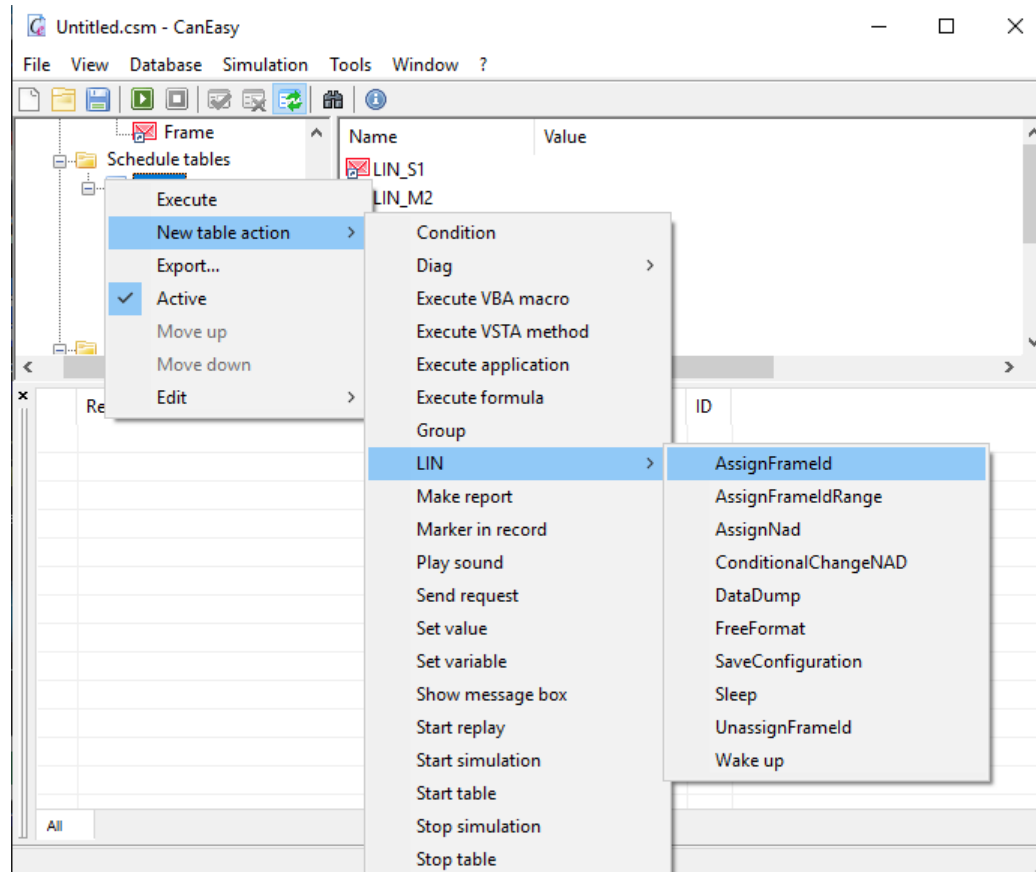 Untitled.csm - CanEasy
File View Database Simulation Tools Window ?
Frame
Schedule tables
Name Value
LIN_S1
LIN_M2
Execute
New table action
Export...
Active
Move up
Move down
Edit
Condition
Diag
Execute VBA macro
Execute VSTA method
Execute application
Execute formula
Group
LIN
Make report
Marker in record
Play sound
Send request
Set value
Set variable
Show message box
Start replay
Start simulation
Start table
Stop simulation
Stop table
AssignFrameId
AssignFrameIdRange
AssignNad
ConditionalChangeNAD
DataDump
FreeFormat
SaveConfiguration
Sleep
UnassignFrameId
Wake up
Re
ID
All